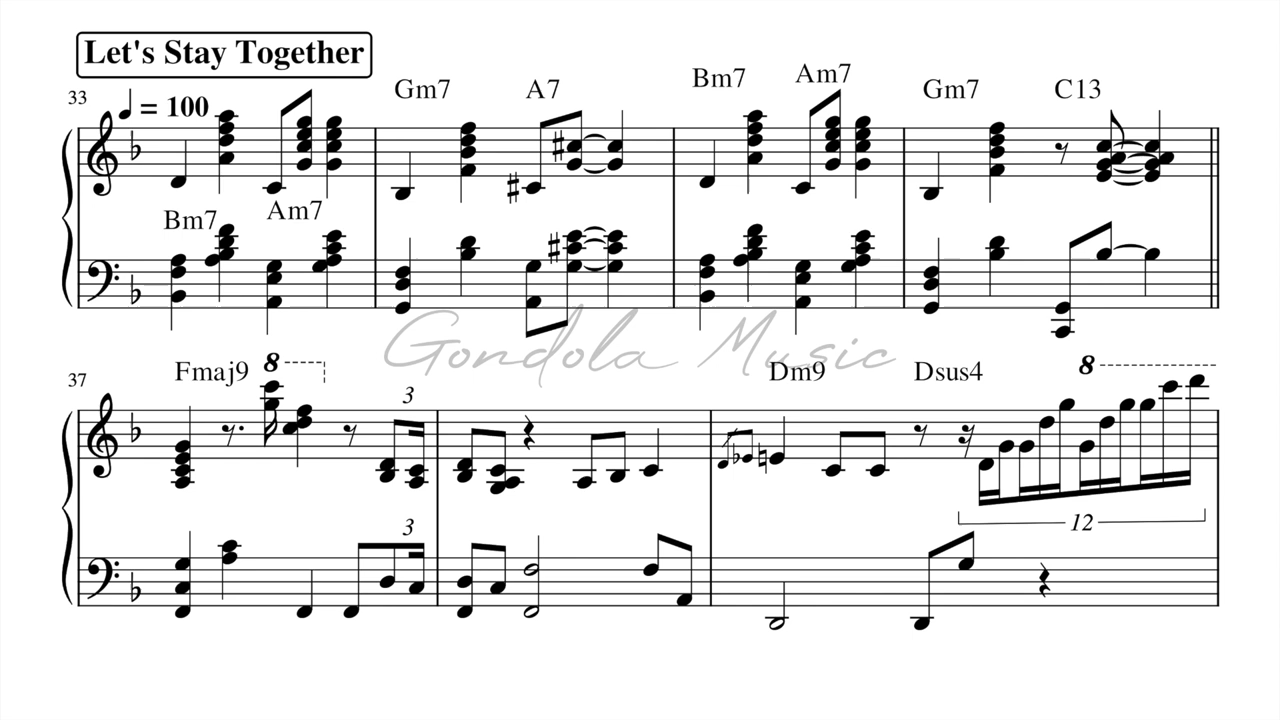 Let's Stay Together
33
= 100
Gm7 A7 Bm7 Am7 Gm7 C13
Bm7 Am7
Gondola Music
37
Fmaj9 8 3 Dm9 Dsus4 8
12
3